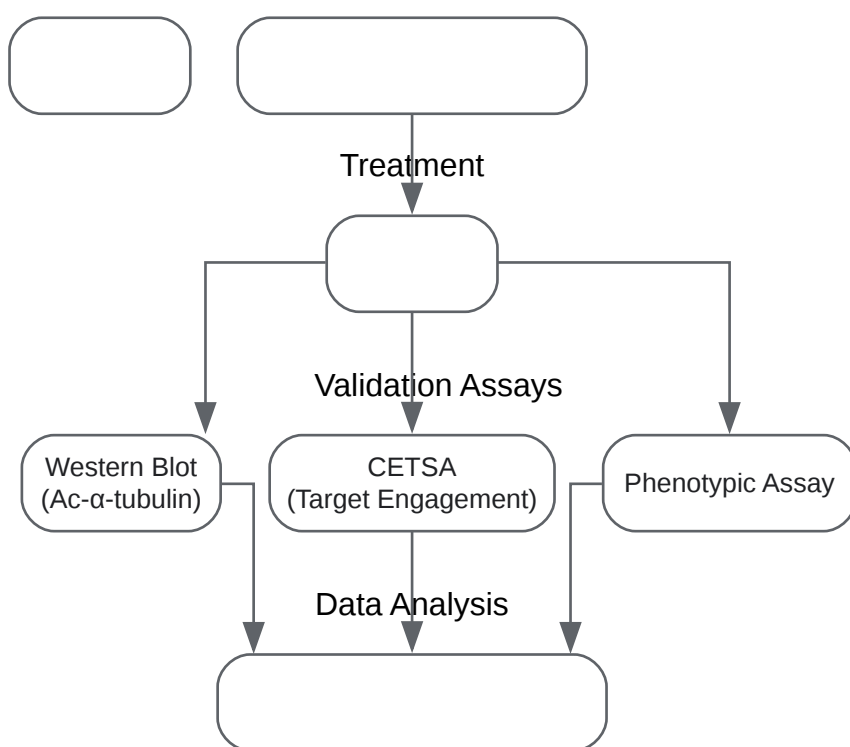 Treatment
Validation Assays
Western Blot
(Ac-α-tubulin)
CETSA
(Target Engagement)
Phenotypic Assay
Data Analysis